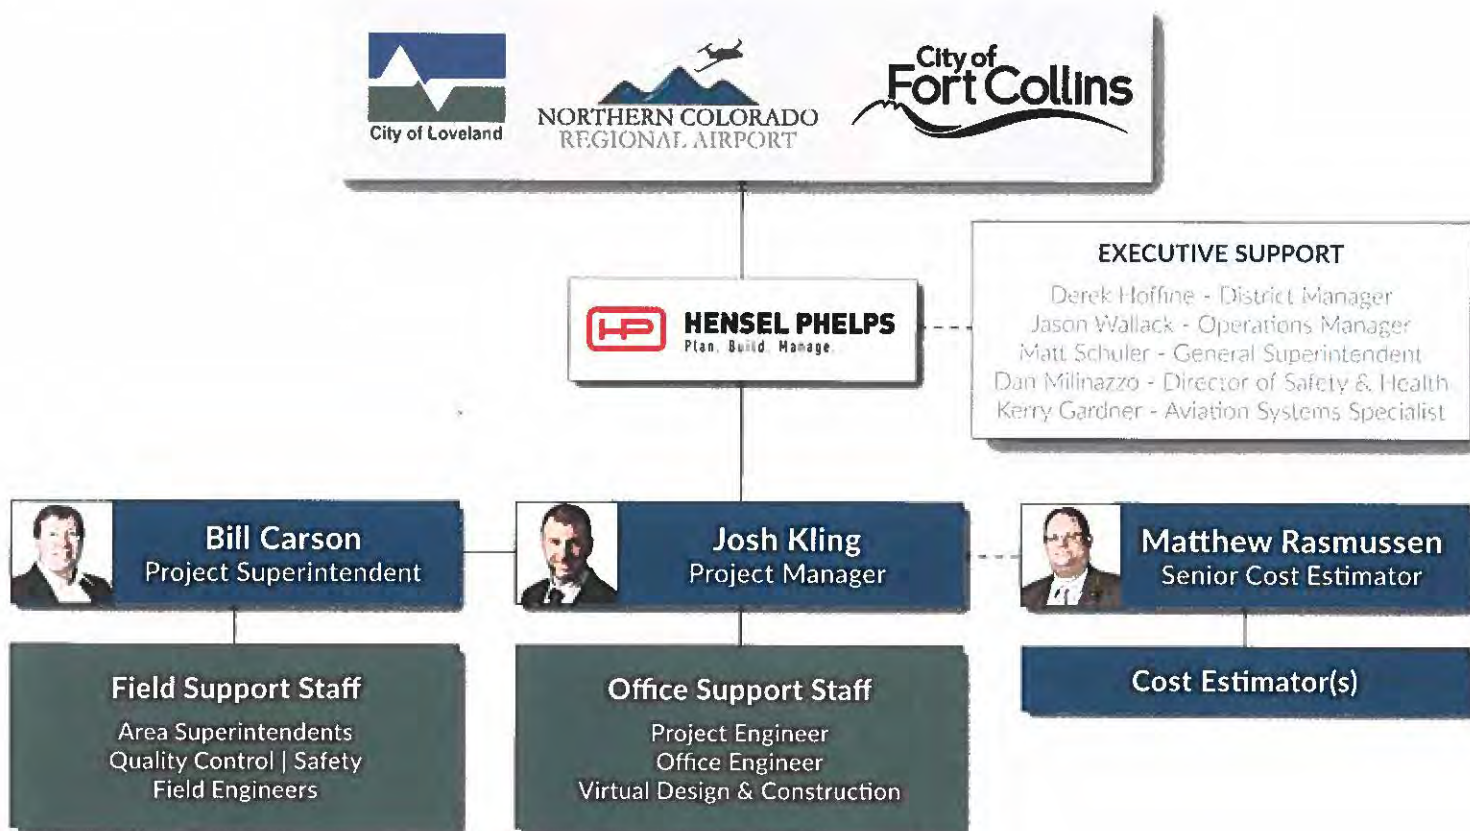 City of Loveland
NORTHERN COLORADO
REGIONAL AIRPORT
City of
Fort Collins
HP HENSEL PHELPS
Plan. Build. Manage.
EXECUTIVE SUPPORT
Derek Hoffine - District Manager
Jason Wallack - Operations Manager
Matt Schuler - General Superintendent
Dan Milinazzo - Director of Safety & Health
Kerry Gardner - Aviation Systems Specialist
Bill Carson
Project Superintendent
Josh Kling
Project Manager
Matthew Rasmussen
Senior Cost Estimator
Field Support Staff
Area Superintendents
Quality Control | Safety
Field Engineers
Office Support Staff
Project Engineer
Office Engineer
Virtual Design & Construction
Cost Estimator(s)